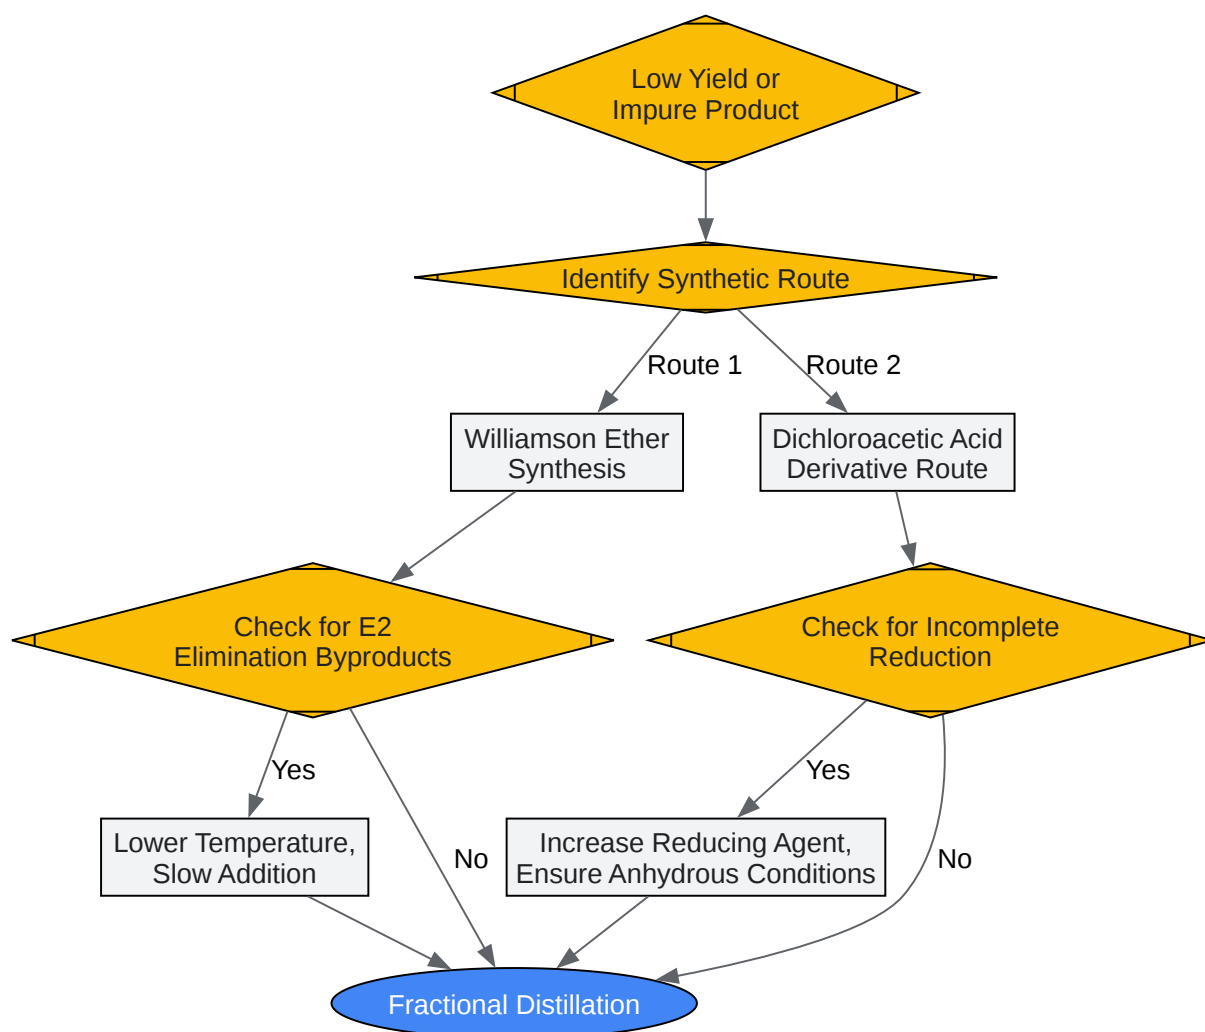 Low Yield or
Impure Product
Identify Synthetic Route
Route 1
Route 2
Williamson Ether
Synthesis
Dichloroacetic Acid
Derivative Route
Check for E2
Elimination Byproducts
Check for Incomplete
Reduction
Yes
Yes
Lower Temperature,
Slow Addition
No
Increase Reducing Agent,
Ensure Anhydrous Conditions
No
Fractional Distillation